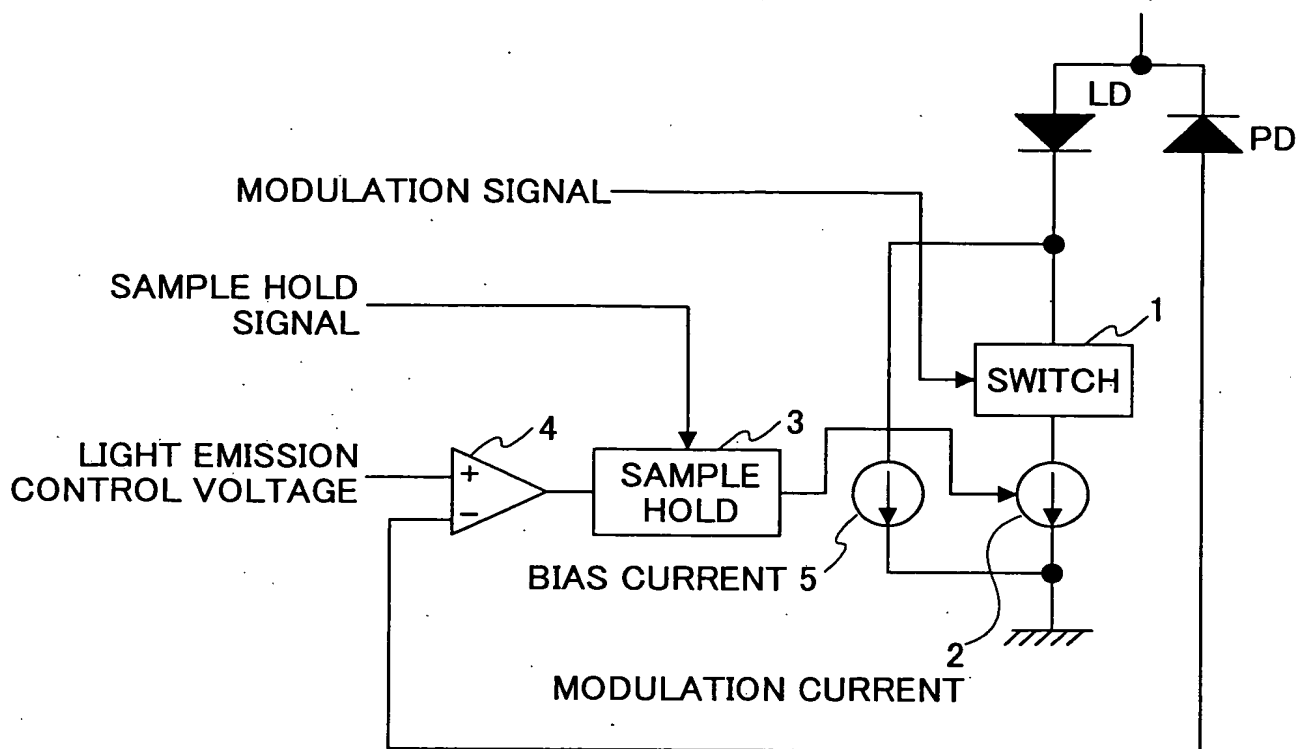 LD
PD
MODULATION SIGNAL
SAMPLE HOLD
SIGNAL
1
SWITCH
4
3
LIGHT EMISSION
CONTROL VOLTAGE
+
−
SAMPLE
HOLD
BIAS CURRENT 5
2
MODULATION CURRENT